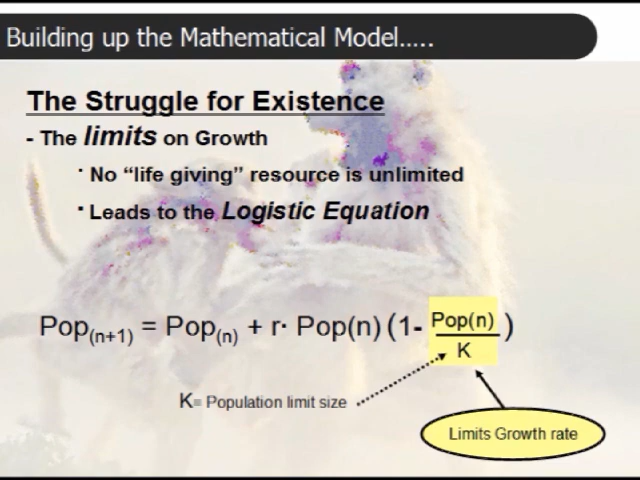 Building up the Mathematical Model.....
The Struggle for Existence
- The limits on Growth
· No “life giving” resource is unlimited
· Leads to the Logistic Equation
Pop(n+1) = Pop(n) + r· Pop(n) (1- Pop(n)/K )
K= Population limit size
Limits Growth rate